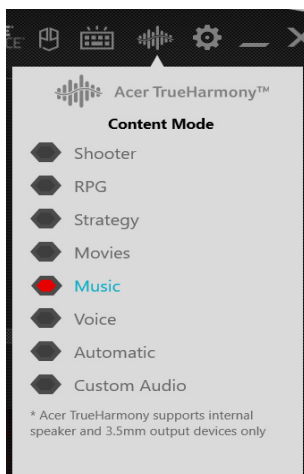 Acer TrueHarmony™
Content Mode
Shooter
RPG
Strategy
Movies
Music
Voice
Automatic
Custom Audio
* Acer TrueHarmony supports internal
speaker and 3.5mm output devices only